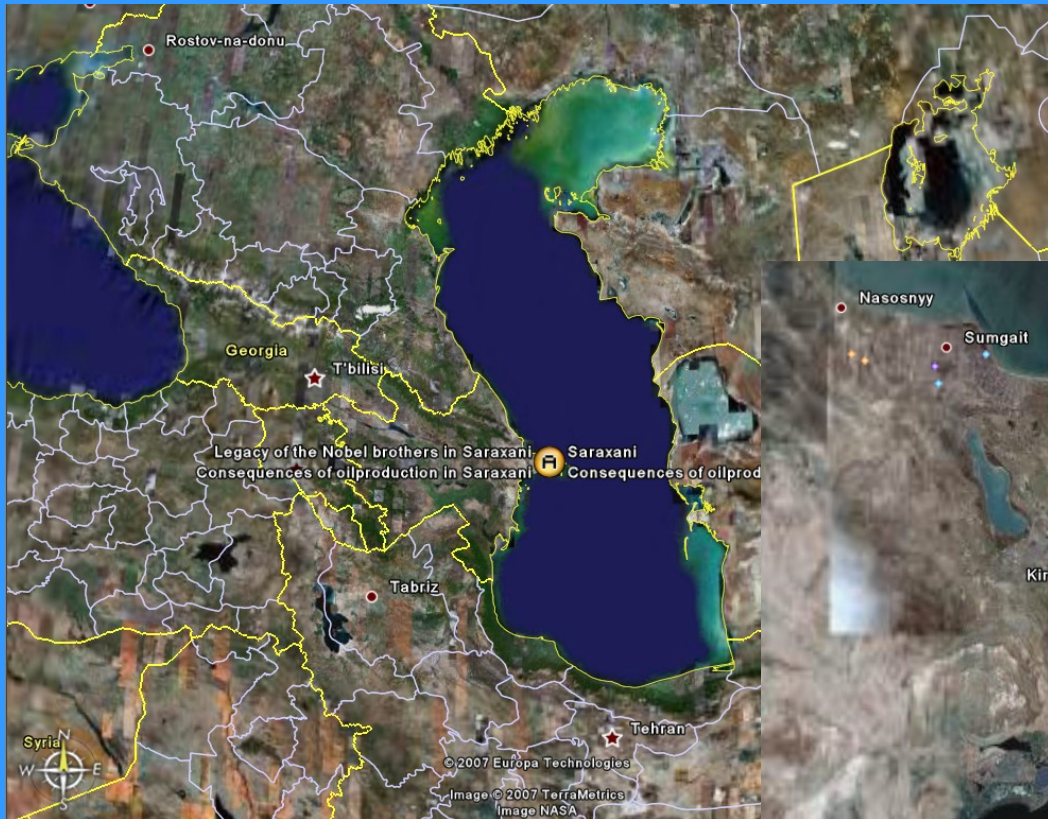 Rostov-na-donu
Nasosnyy
Sumgait
Georgia
T'bilisi
Legacy of the Nobel brothers in Saraxani
Saraxani
Consequences of oilproduction in Saraxani
Consequences of oilprod
Kir
Tabriz
Tehran
Syria
N
W E
S
© 2007 Europa Technologies
Image © 2007 TerraMetrics
Image NASA